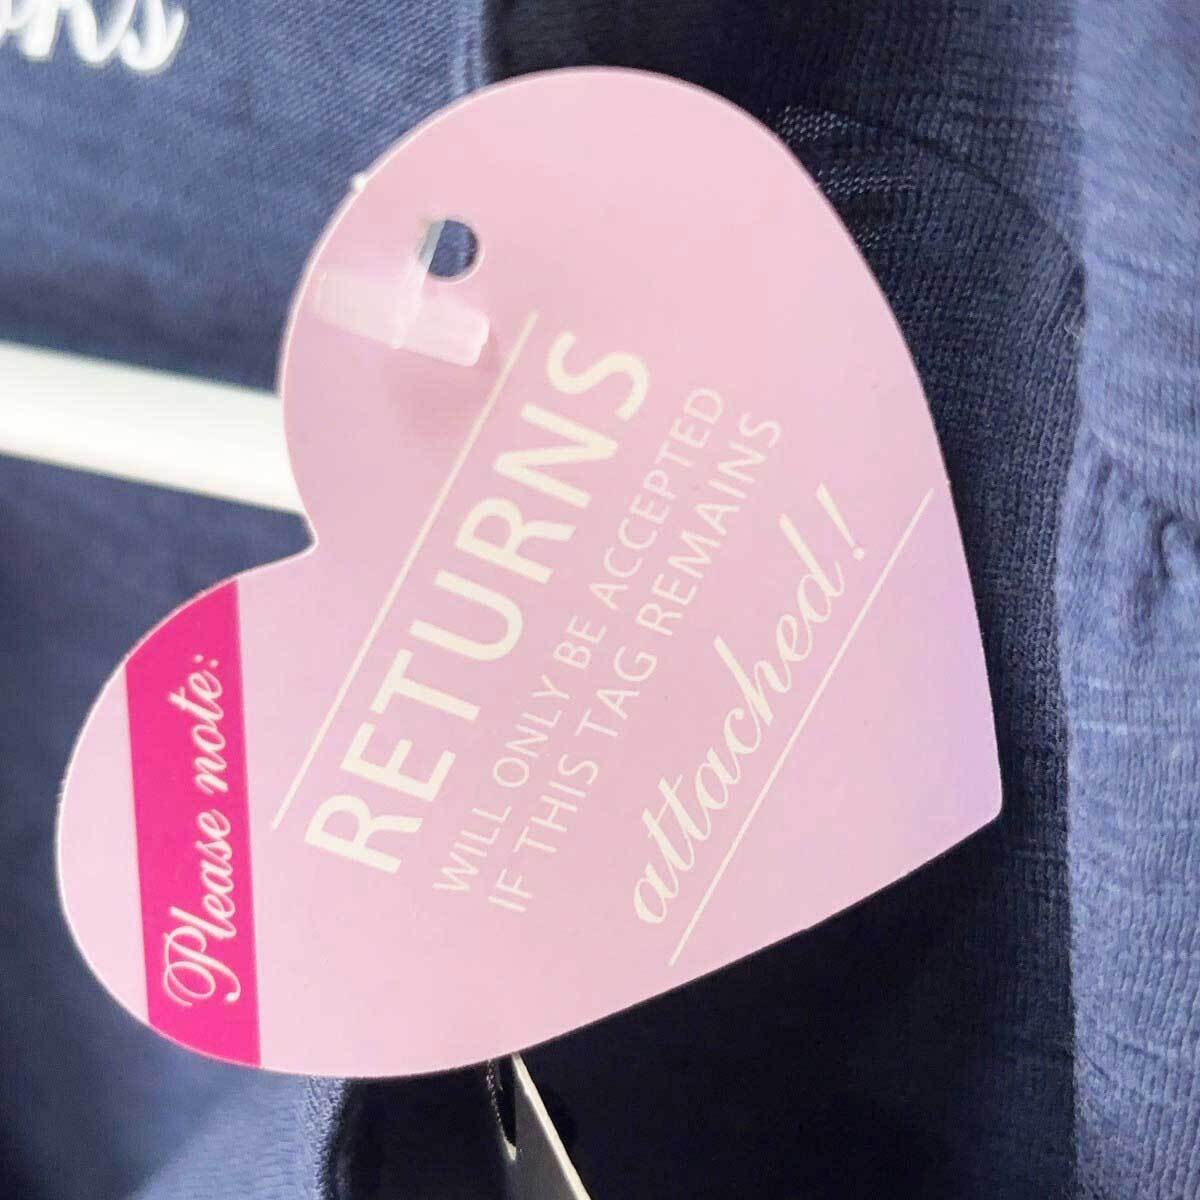 Please note:
RETURNS
WILL ONLY BE ACCEPTED
IF THIS TAG REMAINS
attached!